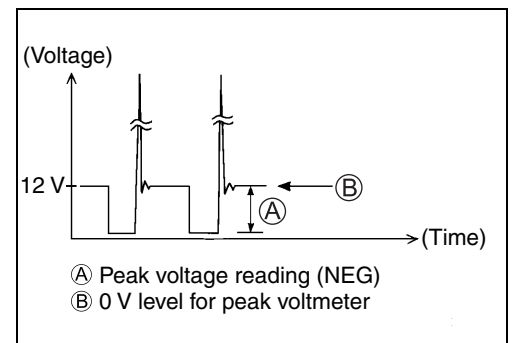 (Voltage)
12 V
Ⓑ
Ⓐ
(Time)
Ⓐ Peak voltage reading (NEG)
Ⓑ 0 V level for peak voltmeter